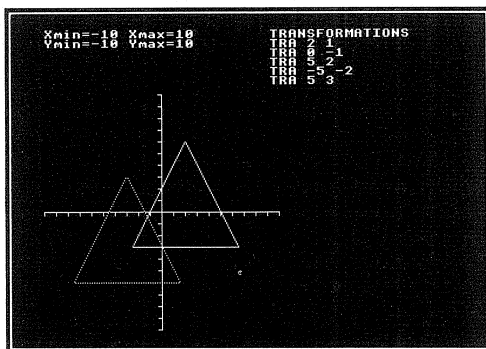 Xmin=-10 Xmax=10
Ymin=-10 Ymax=10
TRANSFORMATIONS
TRA 2 1
TRA 0 -1
TRA 5 2
TRA -5 -2
TRA 5 3
e